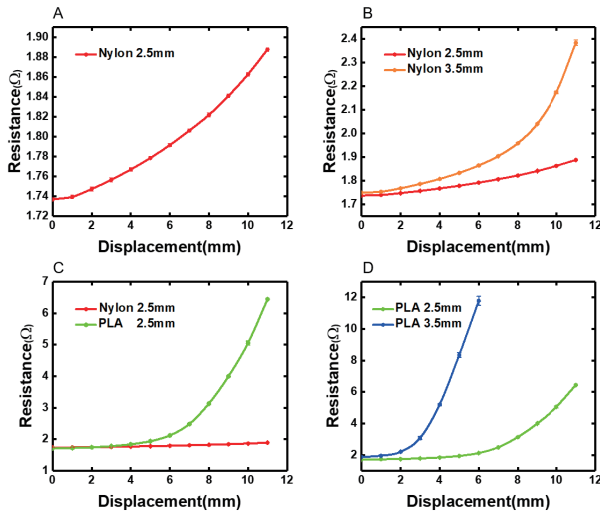 A
Nylon 2.5mm
Resistance(Ω)
1.90
1.88
1.86
1.84
1.82
1.80
1.78
1.76
1.74
1.72
0 2 4 6 8 10 12
Displacement(mm)
B
Nylon 2.5mm
Nylon 3.5mm
Resistance(Ω)
2.4
2.3
2.2
2.1
2.0
1.9
1.8
1.7
0 2 4 6 8 10 12
Displacement(mm)
C
Nylon 2.5mm
PLA 2.5mm
Resistance(Ω)
7
6
5
4
3
2
1
0 2 4 6 8 10 12
Displacement(mm)
D
PLA 2.5mm
PLA 3.5mm
Resistance(Ω)
12
10
8
6
4
2
0 2 4 6 8 10 12
Displacement(mm)